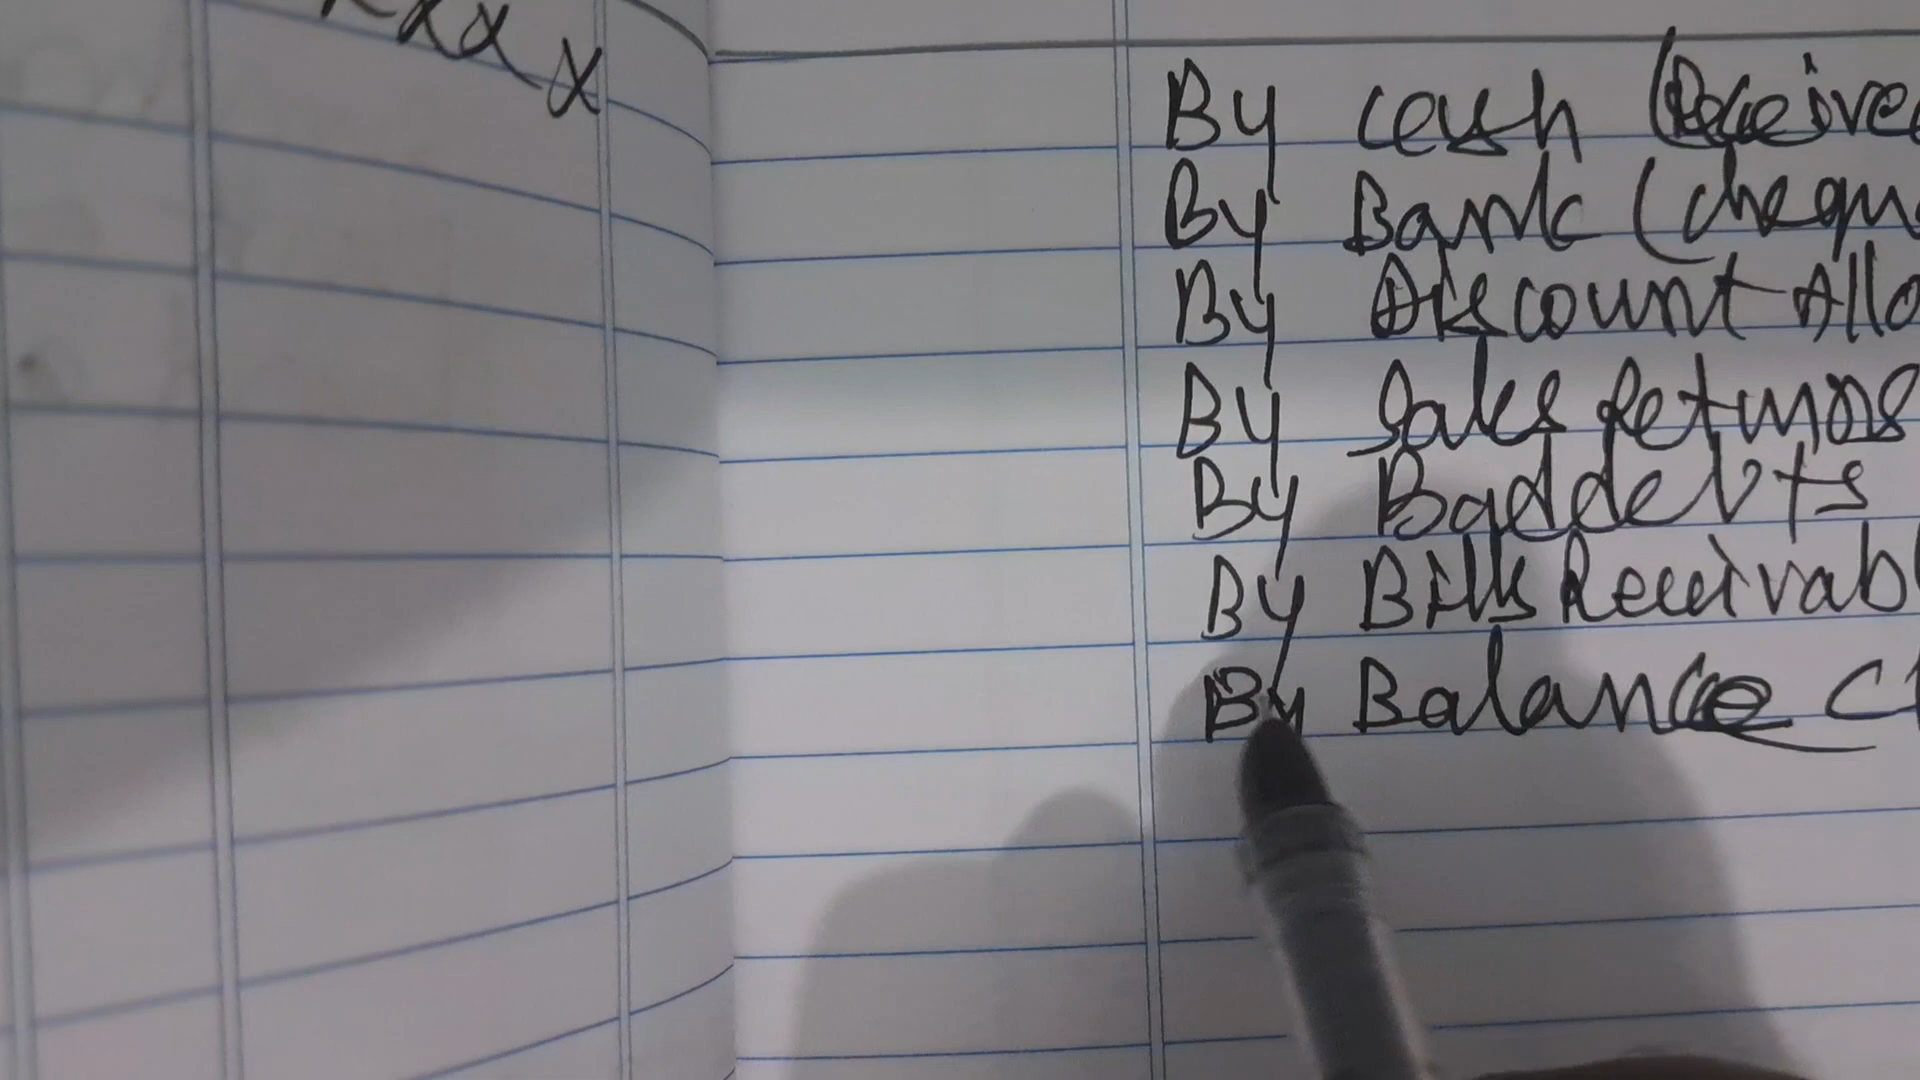 xxxx
By cash (Received
By Bank (cheque
By Discount Allo
By Sales Returns
By Baddebts
By Bills Receivabl
By Balance C